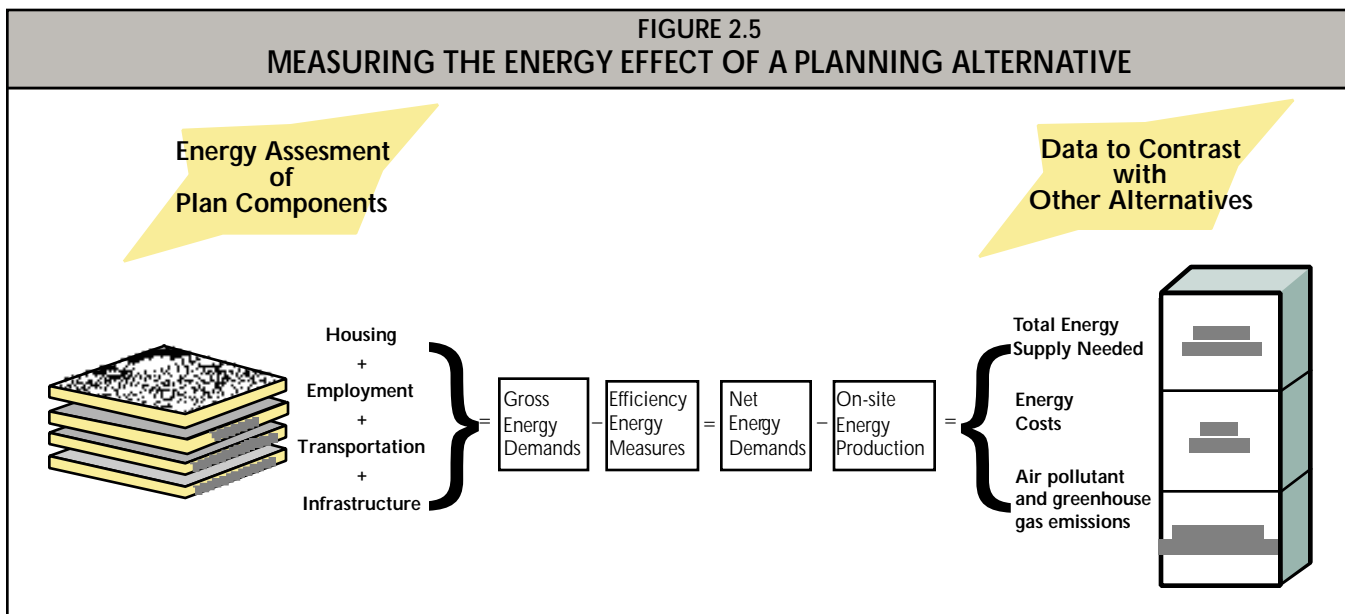 FIGURE 2.5
MEASURING THE ENERGY EFFECT OF A PLANNING ALTERNATIVE
Energy Assesment
of
Plan Components
Data to Contrast
with
Other Alternatives
Housing
+
Employment
+
Transportation
+
Infrastructure
}
=
Gross
Energy
Demands
–
Efficiency
Energy
Measures
=
Net
Energy
Demands
–
On-site
Energy
Production
=
{
Total Energy
Supply Needed
Energy
Costs
Air pollutant
and greenhouse
gas emissions